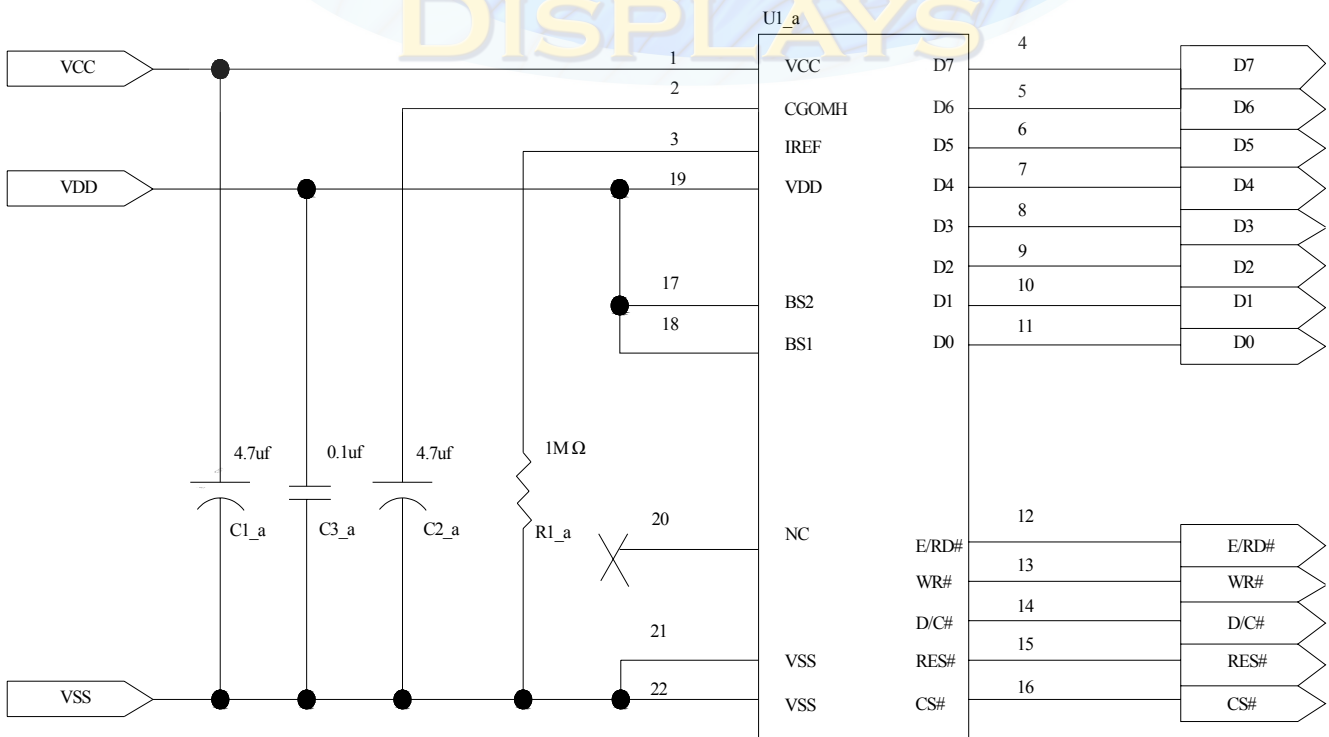 DISPLAYS
U1_a
VCC 1 VCC D7 4 D7
2 CGOMH D6 5 D6
3 IREF D5 6 D5
VDD 19 VDD D4 7 D4
D3 8 D3
D2 9 D2
17 BS2 D1 10 D1
18 BS1 D0 11 D0
4.7uf 0.1uf 4.7uf 1MΩ
C1_a C3_a C2_a R1_a
20 NC E/RD# 12 E/RD#
WR# 13 WR#
D/C# 14 D/C#
21 VSS RES# 15 RES#
VSS 22 VSS CS# 16 CS#